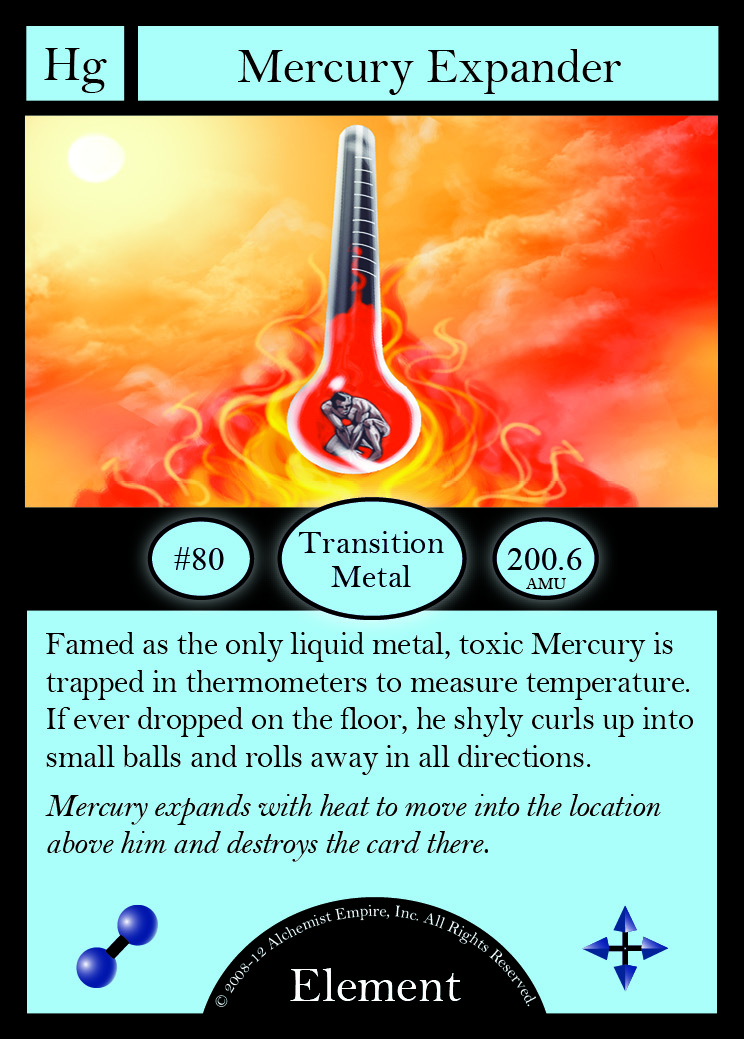 Hg
Mercury Expander
#80
Transition
Metal
200.6
AMU
Famed as the only liquid metal, toxic Mercury is
trapped in thermometers to measure temperature.
If ever dropped on the floor, he shyly curls up into
small balls and rolls away in all directions.
Mercury expands with heat to move into the location
above him and destroys the card there.
© 2008-12 Alchemist Empire, Inc. All Rights Reserved.
Element